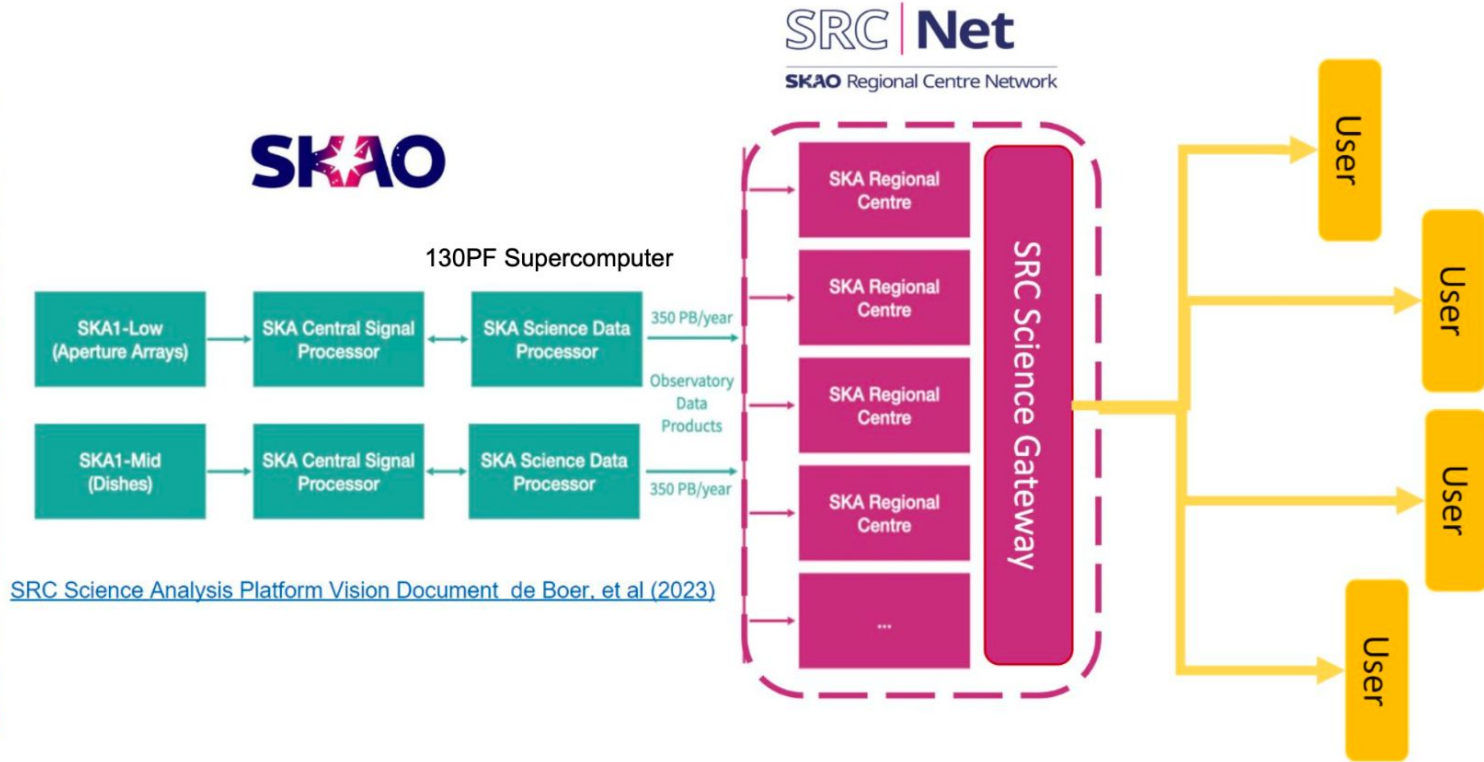 SRC Net
SKAO Regional Centre Network
SKAO
130PF Supercomputer
SKA1-Low
(Aperture Arrays)
SKA Central Signal
Processor
SKA Science Data
Processor
350 PB/year
Observatory
Data
Products
SKA1-Mid
(Dishes)
SKA Central Signal
Processor
SKA Science Data
Processor
350 PB/year
SRC Science Analysis Platform Vision Document de Boer, et al (2023)
SKA Regional
Centre
SKA Regional
Centre
SKA Regional
Centre
SKA Regional
Centre
...
SRC Science Gateway
User
User
User
User